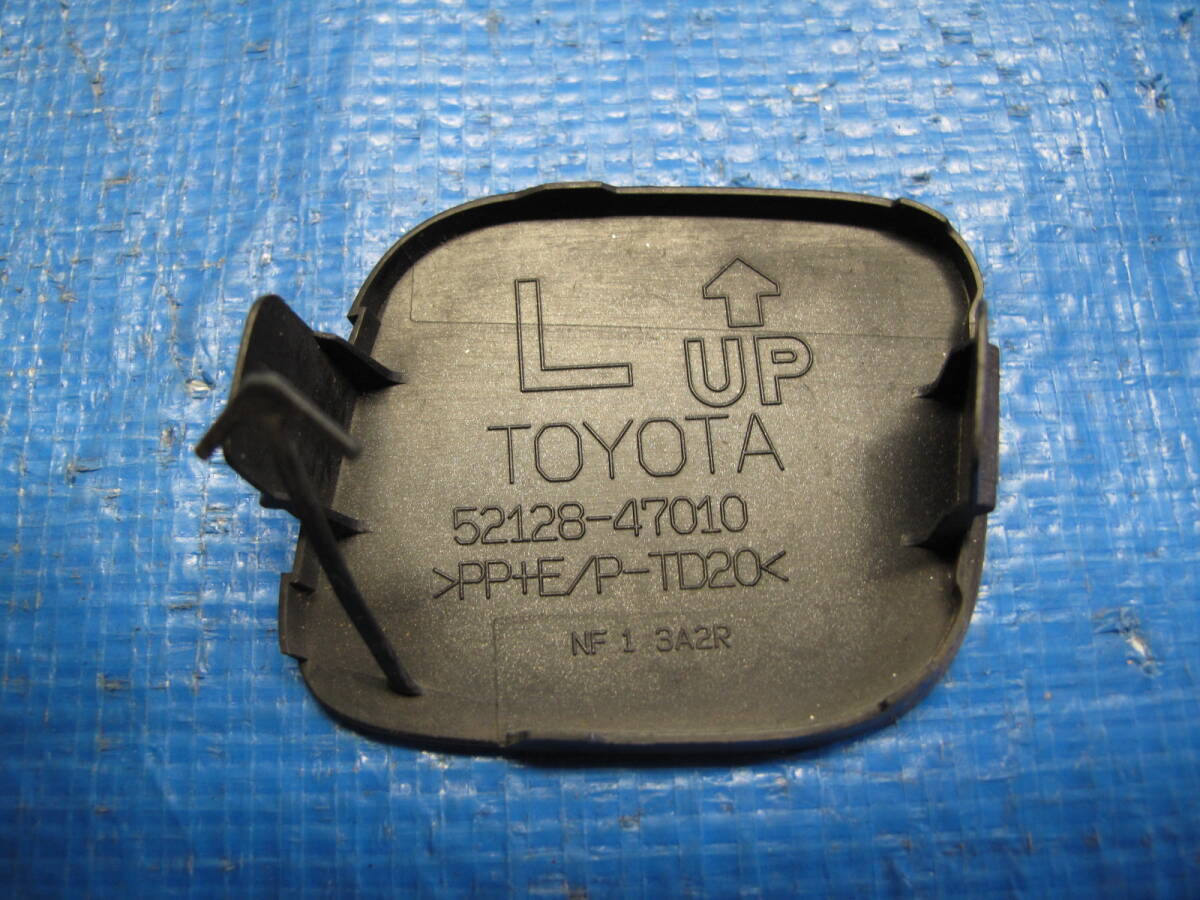 L UP
TOYOTA
52128-47010
>PP+E/P-TD20<
NF 1 3A2R